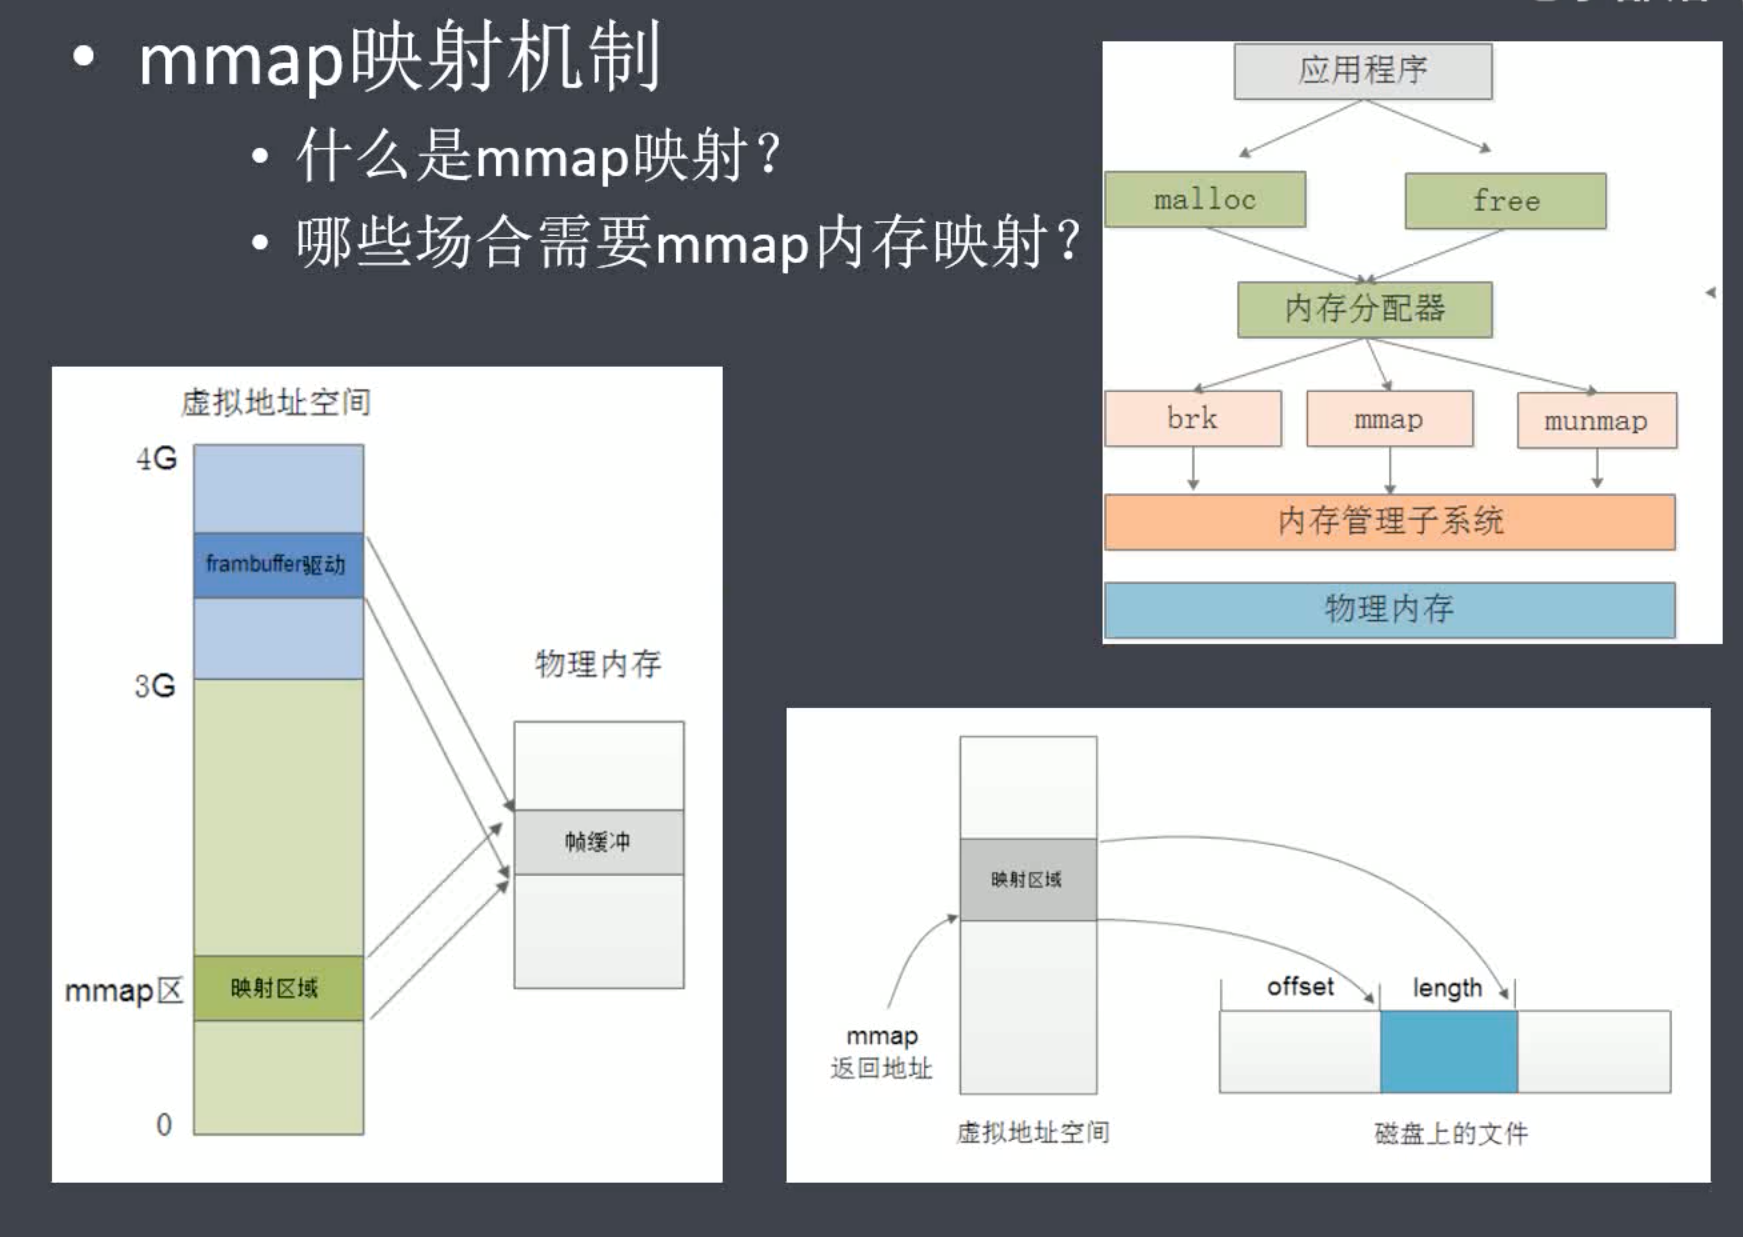 • mmap映射机制
• 什么是mmap映射？
• 哪些场合需要mmap内存映射？
应用程序
malloc
free
内存分配器
brk
mmap
munmap
内存管理子系统
物理内存
虚拟地址空间
4G
frambuffer驱动
3G
物理内存
帧缓冲
mmap区
映射区域
0
映射区域
mmap
返回地址
offset
length
虚拟地址空间
磁盘上的文件